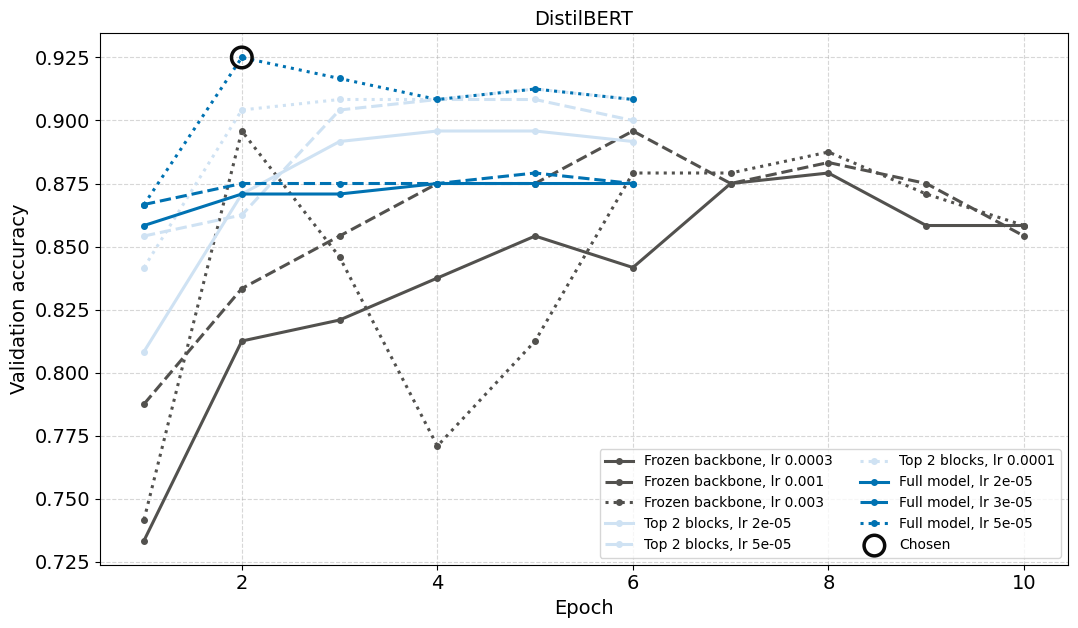 DistilBERT
0.925
0.900
0.875
0.850
0.825
0.800
0.775
0.750
0.725
Validation accuracy
2
4
6
8
10
Epoch
Frozen backbone, lr 0.0003
Frozen backbone, lr 0.001
Frozen backbone, lr 0.003
Top 2 blocks, lr 2e-05
Top 2 blocks, lr 5e-05
Top 2 blocks, lr 0.0001
Full model, lr 2e-05
Full model, lr 3e-05
Full model, lr 5e-05
Chosen